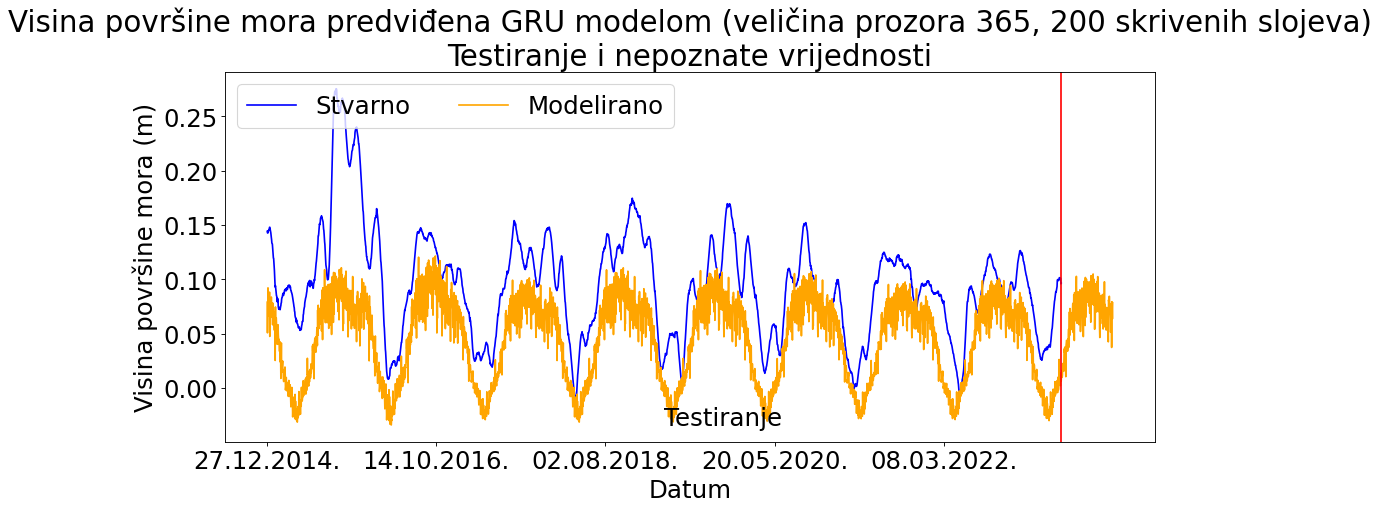 Visina površine mora predviđena GRU modelom (veličina prozora 365, 200 skrivenih slojeva)
Testiranje i nepoznate vrijednosti
Stvarno
Modelirano
Visina površine mora (m)
0.25
0.20
0.15
0.10
0.05
0.00
Testiranje
27.12.2014.
14.10.2016.
02.08.2018.
20.05.2020.
08.03.2022.
Datum